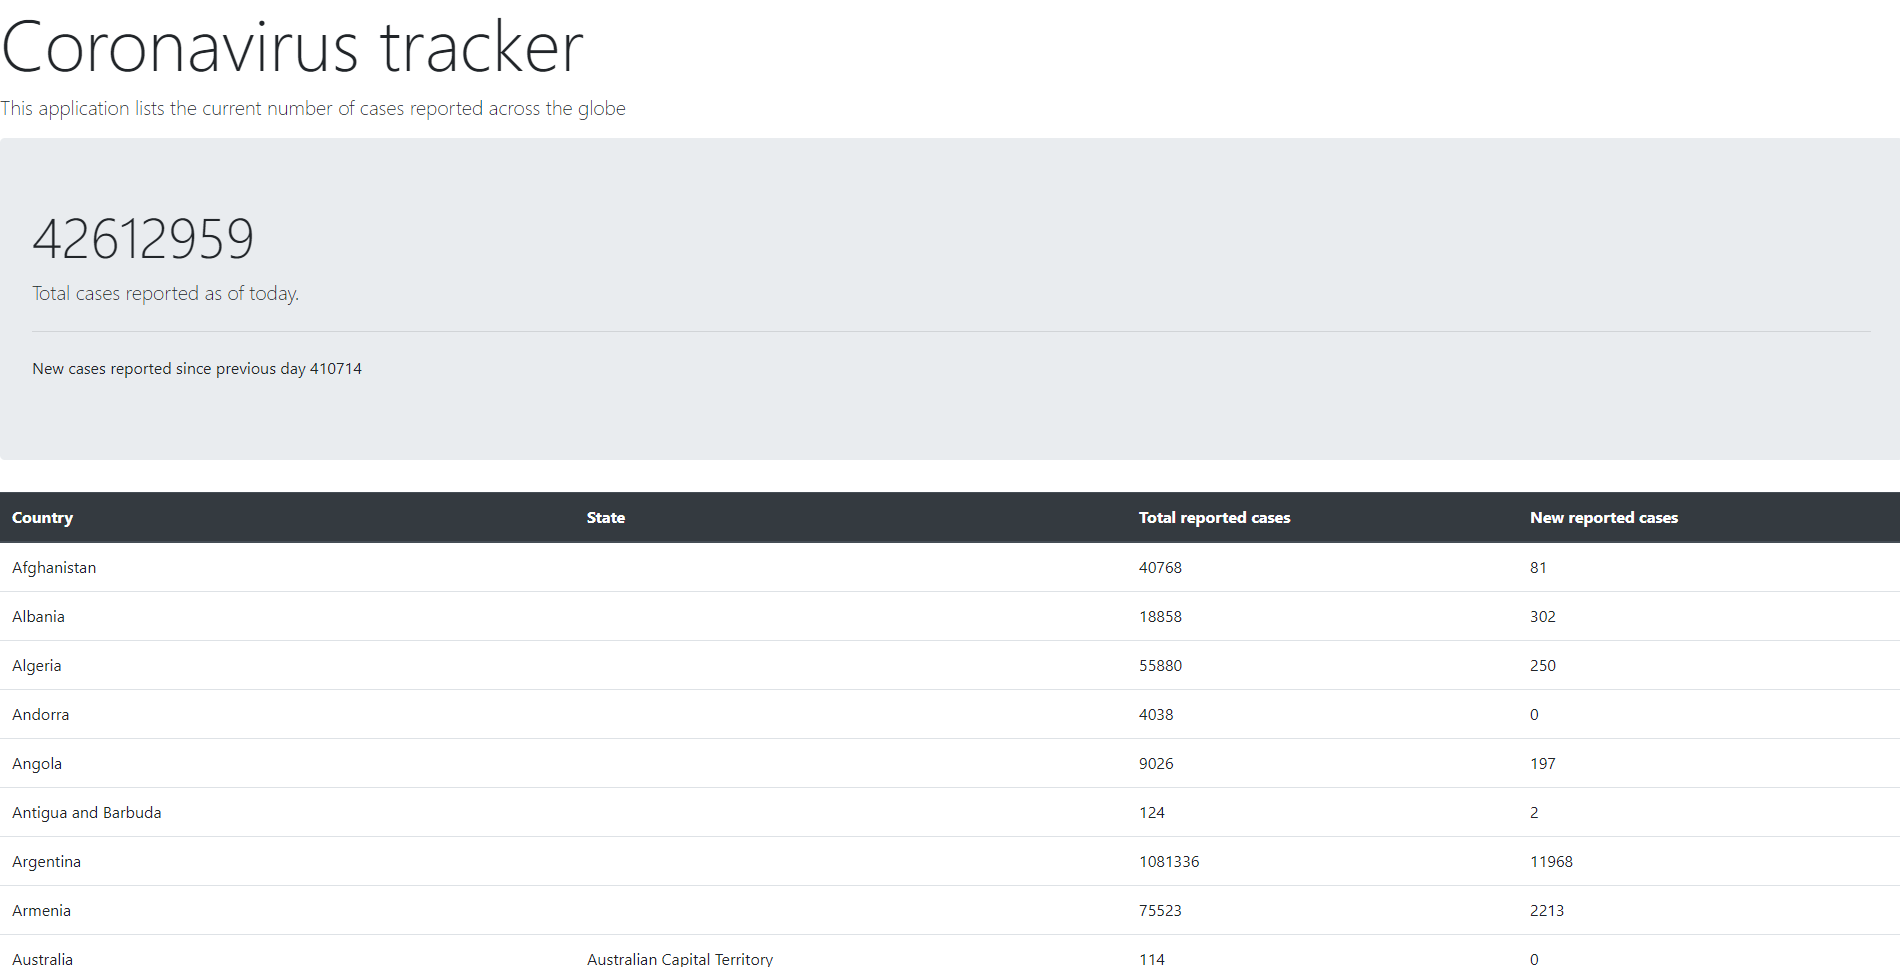 Coronavirus tracker
This application lists the current number of cases reported across the globe
42612959
Total cases reported as of today.
New cases reported since previous day 410714
Country State Total reported cases New reported cases
Afghanistan 40768 81
Albania 18858 302
Algeria 55880 250
Andorra 4038 0
Angola 9026 197
Antigua and Barbuda 124 2
Argentina 1081336 11968
Armenia 75523 2213
Australia Australian Capital Territory 114 0